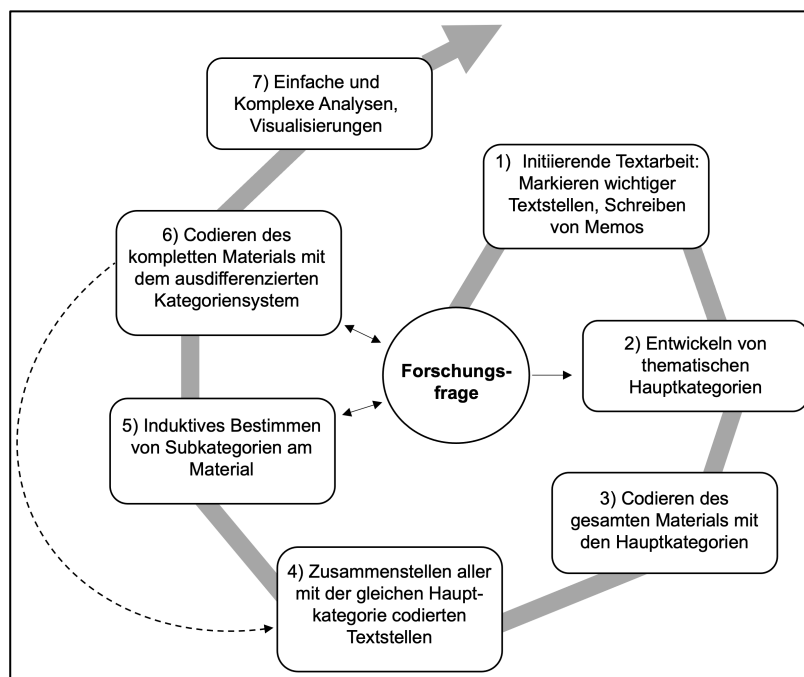 1) Initiierende Textarbeit:
Markieren wichtiger
Textstellen, Schreiben
von Memos
2) Entwickeln von
thematischen
Hauptkategorien
3) Codieren des
gesamten Materials mit
den Hauptkategorien
4) Zusammenstellen aller
mit der gleichen Haupt-
kategorie codierten
Textstellen
5) Induktives Bestimmen
von Subkategorien am
Material
6) Codieren des
kompletten Materials mit
dem ausdifferenzierten
Kategoriensystem
7) Einfache und
Komplexe Analysen,
Visualisierungen
Forschungs-
frage